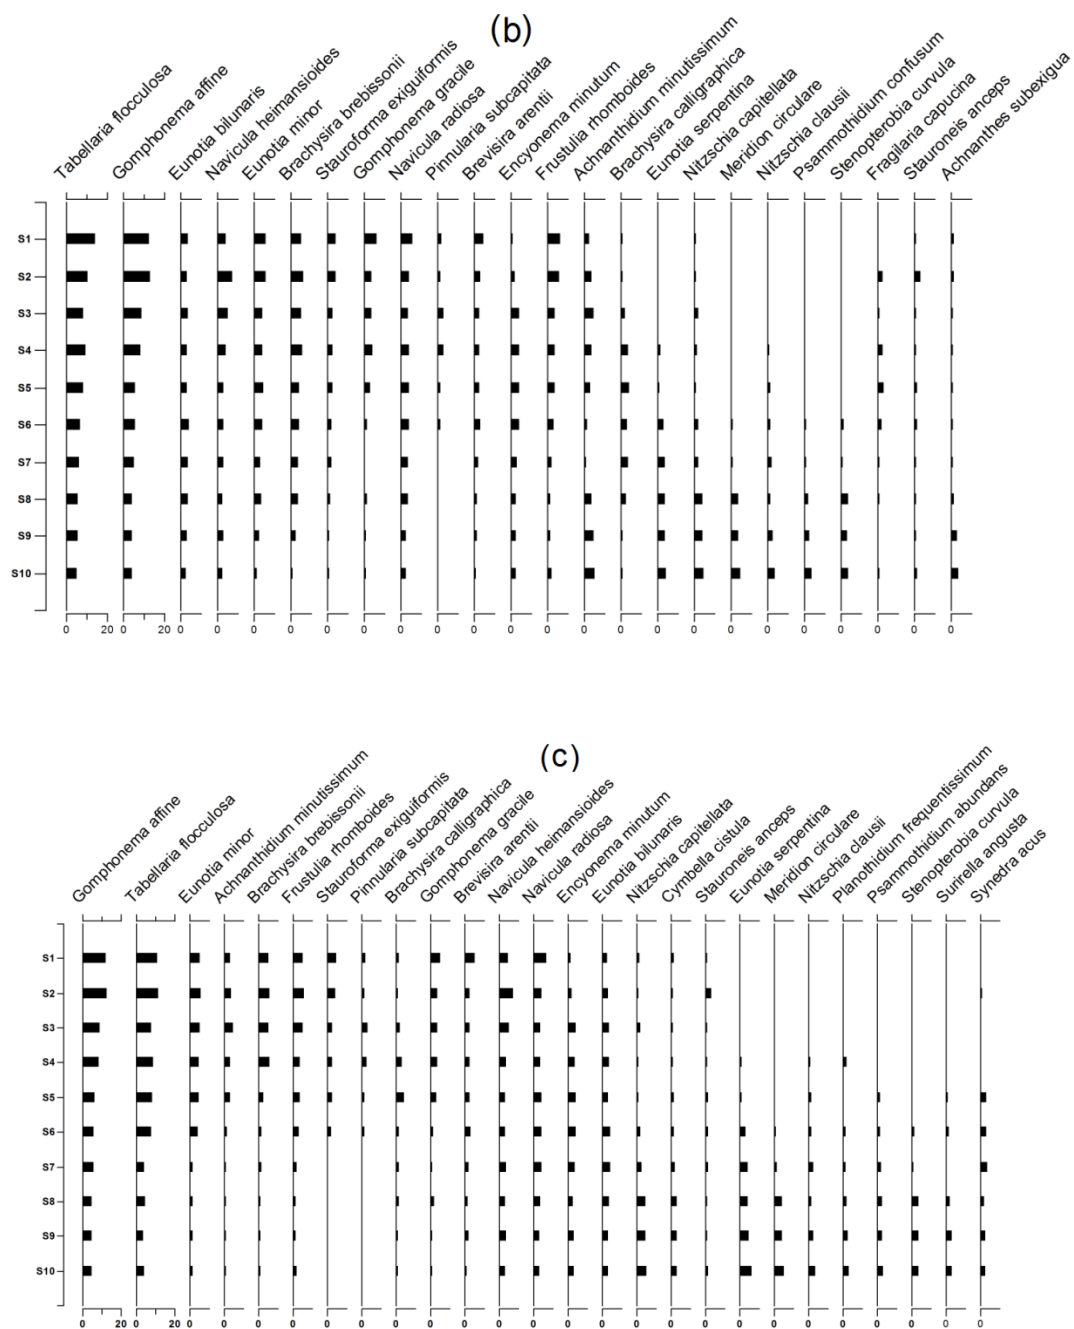 (b)
Tabellaria flocculosa
Gomphonema affine
Eunotia bilunaris
Navicula heimansioides
Eunotia minor
Brachysira brebissonii
Stauroforma exiguiformis
Gomphonema gracile
Navicula radiosa
Pinnularia subcapitata
Brevisira arentii
Encyonema minutum
Frustulia rhomboides
Achnanthidium minutissimum
Brachysira calligraphica
Eunotia serpentina
Nitzschia capitellata
Meridion circulare
Nitzschia clausii
Psammothidium confusum
Stenopterobia curvula
Fragilaria capucina
Stauroneis anceps
Achnanthes subexigua
S1
S2
S3
S4
S5
S6
S7
S8
S9
S10
0 20 0 20 0 0 0 0 0 0 0 0 0 0 0 0 0 0 0 0 0 0 0 0 0 0
(c)
Gomphonema affine
Tabellaria flocculosa
Eunotia minor
Achnanthidium minutissimum
Brachysira brebissonii
Frustulia rhomboides
Stauroforma exiguiformis
Pinnularia subcapitata
Brachysira calligraphica
Gomphonema gracile
Brevisira arentii
Navicula heimansioides
Navicula radiosa
Encyonema minutum
Eunotia bilunaris
Nitzschia capitellata
Cymbella cistula
Stauroneis anceps
Eunotia serpentina
Meridion circulare
Nitzschia clausii
Planothidium frequentissimum
Psammothidium abundans
Stenopterobia curvula
Surirella angusta
Synedra acus
S1
S2
S3
S4
S5
S6
S7
S8
S9
S10
0 20 0 20 0 0 0 0 0 0 0 0 0 0 0 0 0 0 0 0 0 0 0 0 0 0 0 0